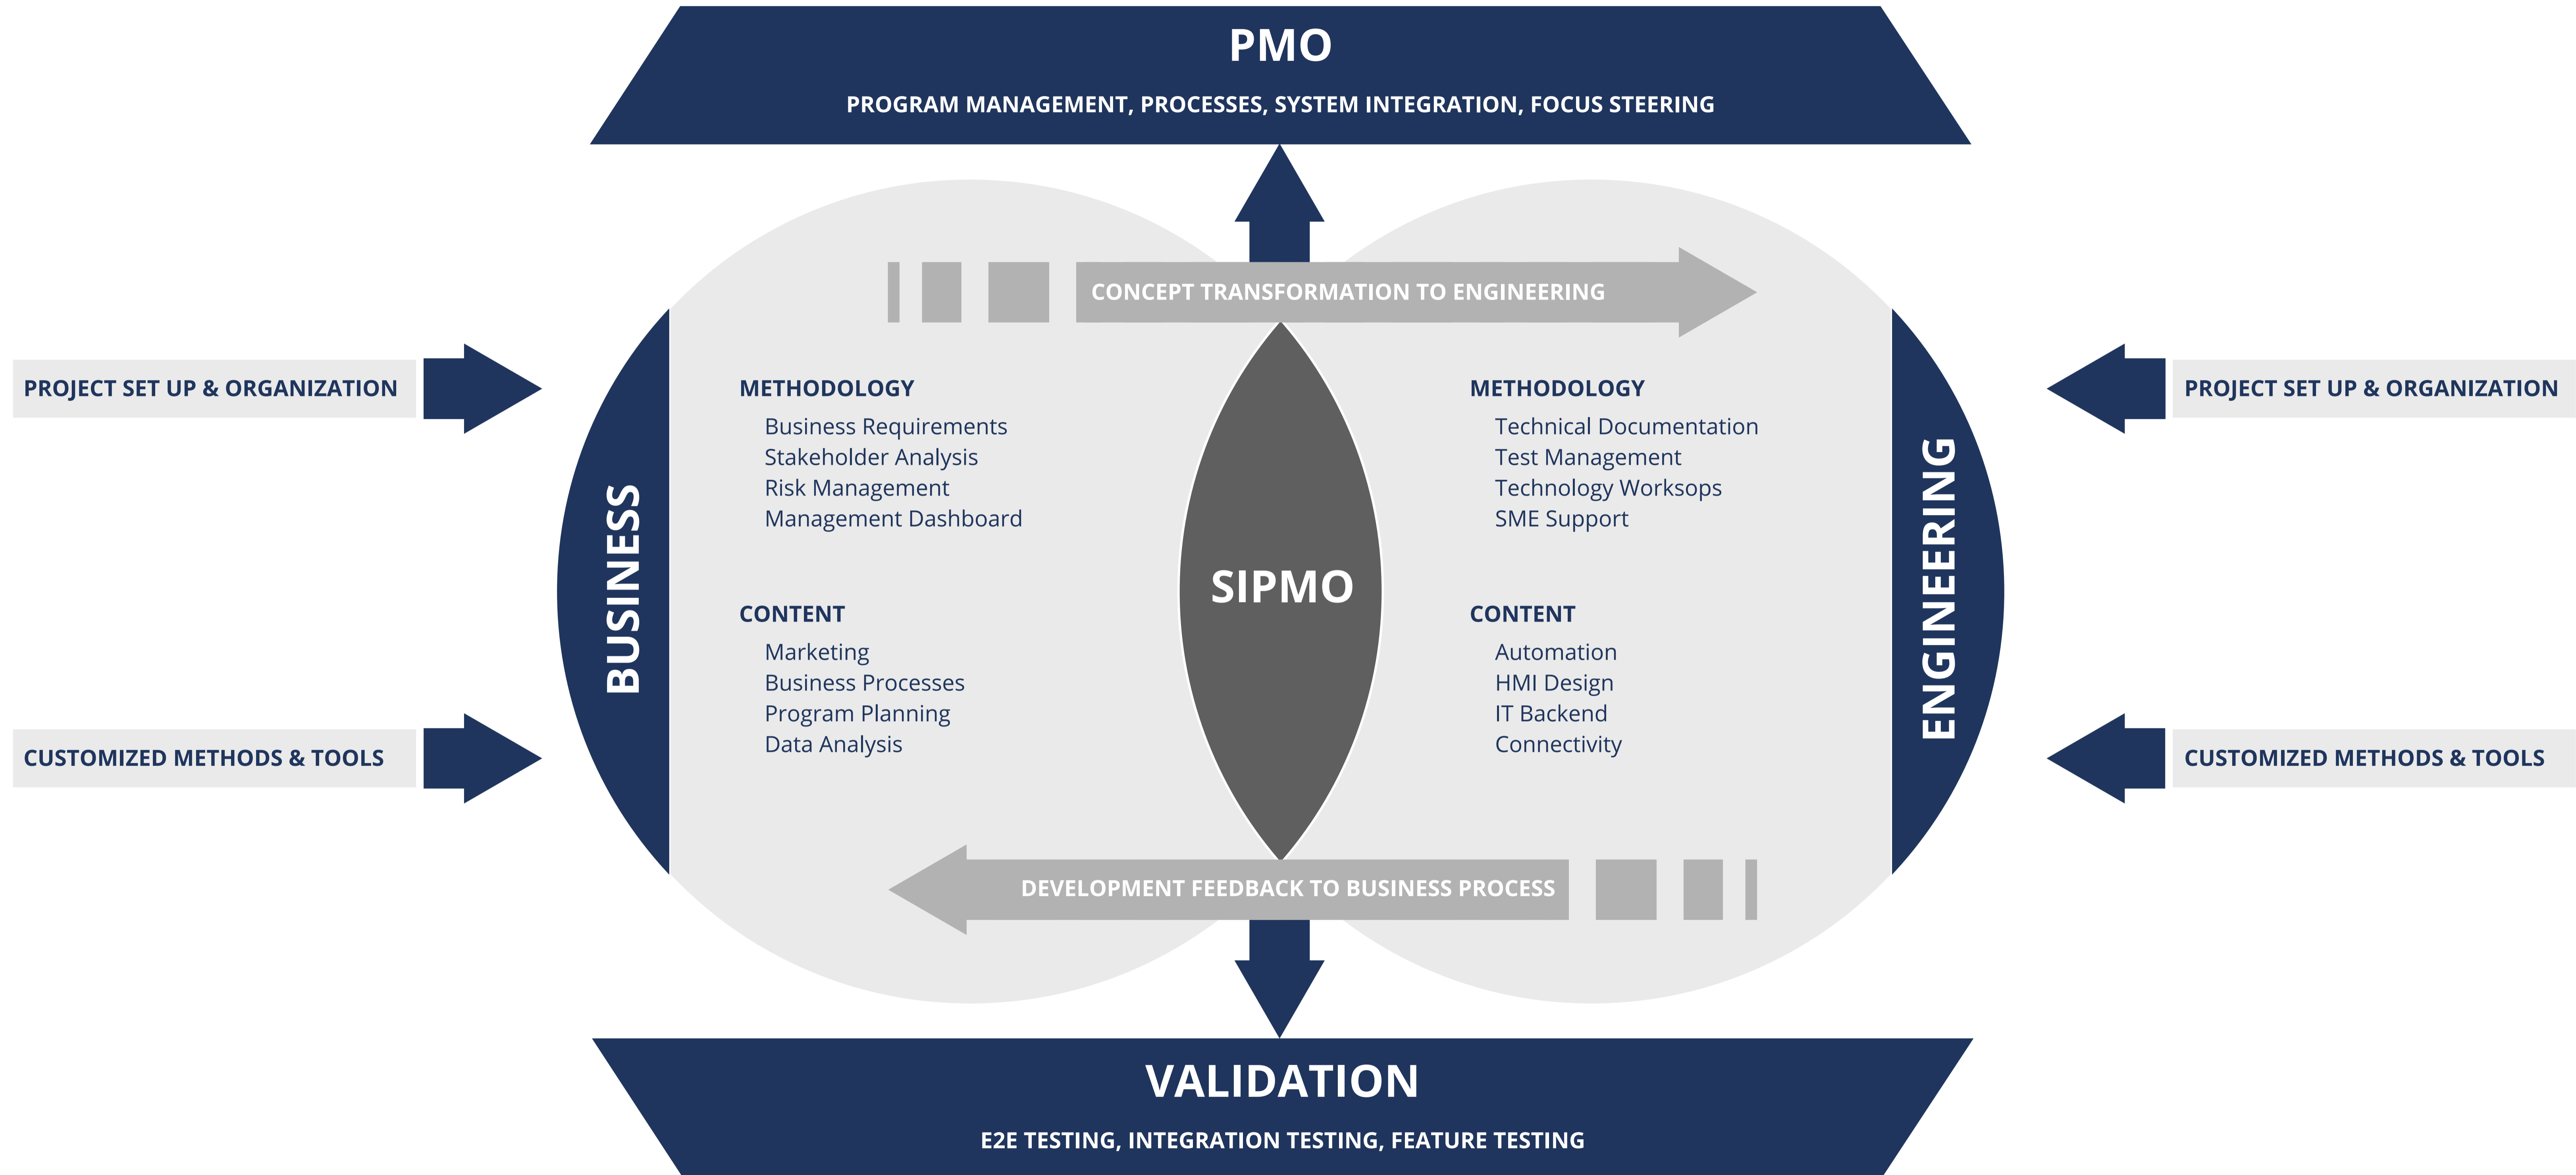 PMO
PROGRAM MANAGEMENT, PROCESSES, SYSTEM INTEGRATION, FOCUS STEERING
CONCEPT TRANSFORMATION TO ENGINEERING
PROJECT SET UP & ORGANIZATION
CUSTOMIZED METHODS & TOOLS
BUSINESS
METHODOLOGY
Business Requirements
Stakeholder Analysis
Risk Management
Management Dashboard
CONTENT
Marketing
Business Processes
Program Planning
Data Analysis
SIPMO
METHODOLOGY
Technical Documentation
Test Management
Technology Worksops
SME Support
CONTENT
Automation
HMI Design
IT Backend
Connectivity
ENGINEERING
PROJECT SET UP & ORGANIZATION
CUSTOMIZED METHODS & TOOLS
DEVELOPMENT FEEDBACK TO BUSINESS PROCESS
VALIDATION
E2E TESTING, INTEGRATION TESTING, FEATURE TESTING